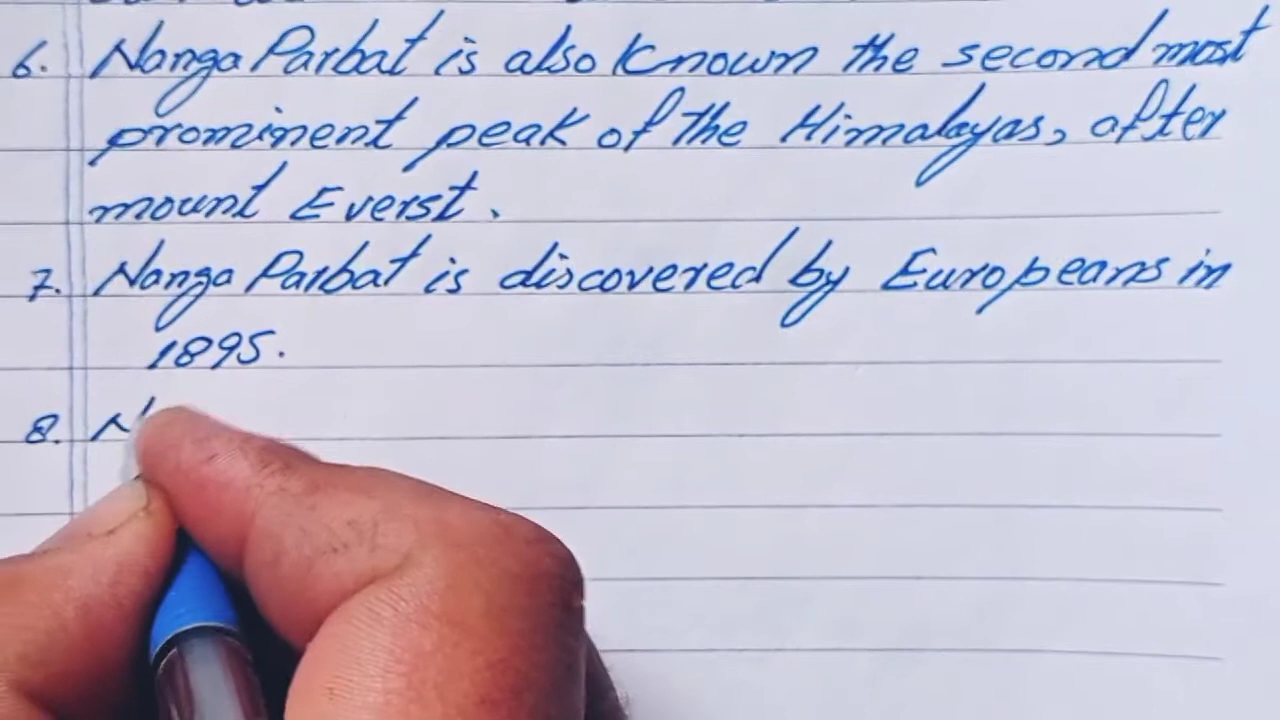 6. Nanga Parbat is also known the second most
prominent peak of the Himalayas, after
mount Everst.
7. Nanga Parbat is discovered by Europeans in
1895.
8. N